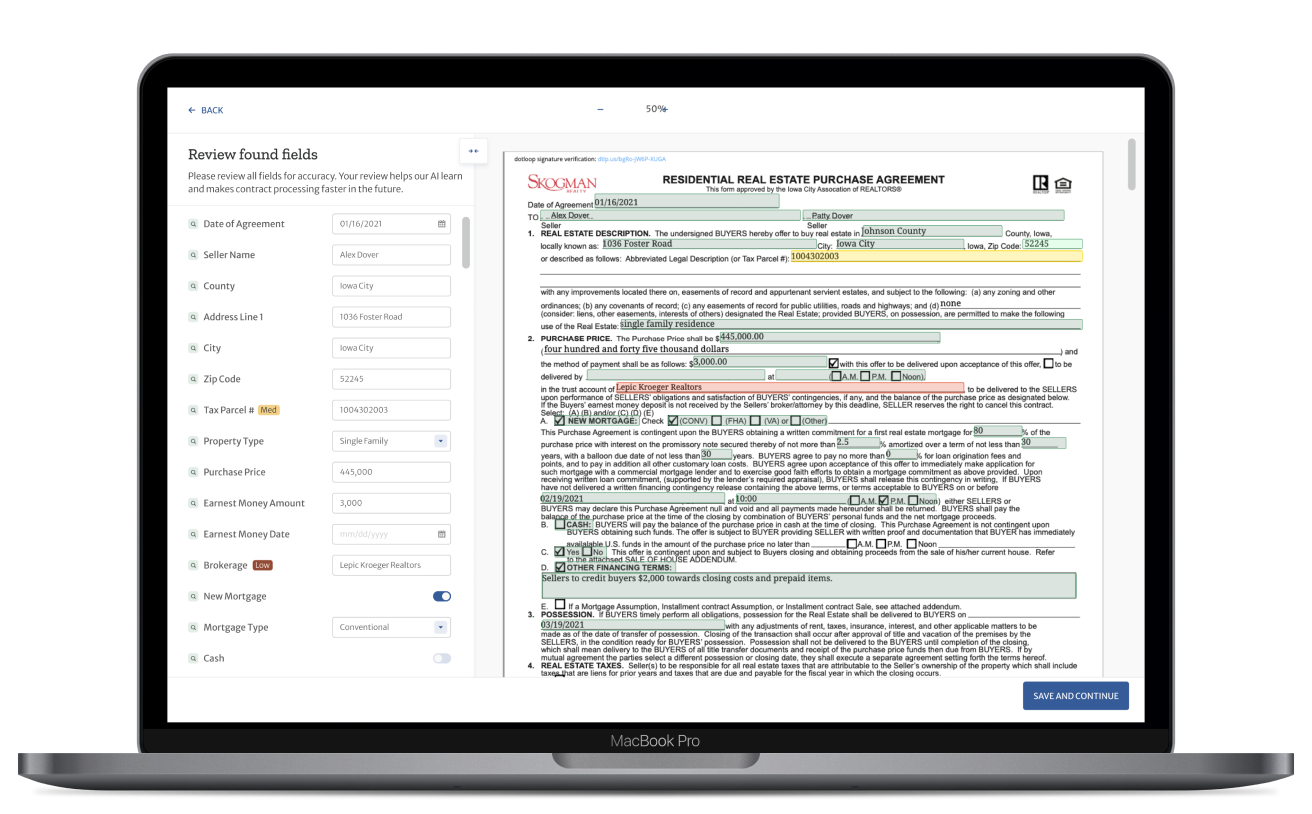 ← BACK
− 50% +
Review found fields
Please review all fields for accuracy. Your review helps our AI learn
and makes contract processing faster in the future.
Date of Agreement 01/16/2021
Seller Name Alex Dover
County Iowa City
Address Line 1 1036 Foster Road
City Iowa City
Zip Code 52245
Tax Parcel # Med 1004302003
Property Type Single Family
Purchase Price 445,000
Earnest Money Amount 3,000
Earnest Money Date mm/dd/yyyy
Brokerage Low Lepic Kroeger Realtors
New Mortgage
Mortgage Type Conventional
Cash
dotloop signature verification: dtlp.us/bgRo-jW6P-XUGA
SKOGMAN
REALTY
RESIDENTIAL REAL ESTATE PURCHASE AGREEMENT
This form approved by the Iowa City Assocation of REALTORS®
Date of Agreement 01/16/2021
TO Alex Dover Patty Dover
Seller Seller
1. REAL ESTATE DESCRIPTION. The undersigned BUYERS hereby offer to buy real estate in Johnson County County, Iowa,
locally known as: 1036 Foster Road City: Iowa City Iowa, Zip Code: 52245
or described as follows: Abbreviated Legal Description (or Tax Parcel #): 1004302003
with any improvements located there on, easements of record and appurtenant servient estates, and subject to the following: (a) any zoning and other
ordinances; (b) any covenants of record; (c) any easements of record for public utilities, roads and highways; and (d) none
(consider: liens, other easements, interests of others) designated the Real Estate; provided BUYERS, on possession, are permitted to make the following
use of the Real Estate: single family residence
2. PURCHASE PRICE. The Purchase Price shall be $445,000.00
(four hundred and forty five thousand dollars ) and
the method of payment shall be as follows: $3,000.00 with this offer to be delivered upon acceptance of this offer, to be
delivered by at ( A.M. P.M. Noon).
in the trust account of Lepic Kroeger Realtors to be delivered to the SELLERS
upon performance of SELLERS' obligations and satisfaction of BUYERS' contingencies, if any, and the balance of the purchase price as designated below.
If the Buyers' earnest money deposit is not received by the Sellers' broker/attorney by this deadline, SELLER reserves the right to cancel this contract.
Select: (A) (B) and/or (C) (D) (E)
A. NEW MORTGAGE: Check (CONV) (FHA) (VA) or (Other)
This Purchase Agreement is contingent upon the BUYERS obtaining a written commitment for a first real estate mortgage for 80 % of the
purchase price with interest on the promissory note secured thereby of not more than 2.5 % amortized over a term of not less than 30
years, with a balloon due date of not less than 30 years. BUYERS agree to pay no more than 0 % for loan origination fees and
points, and to pay in addition all other customary loan costs. BUYERS agree upon acceptance of this offer to immediately make application for
such mortgage with a commercial mortgage lender and to exercise good faith efforts to obtain a mortgage commitment as above provided. Upon
receiving written loan commitment, (supported by the lender's required appraisal), BUYERS shall release this contingency in writing, IF BUYERS
have not delivered a written financing contingency release containing the above terms, or terms acceptable to BUYERS on or before
02/19/2021 at 10:00 ( A.M. P.M. Noon) either SELLERS or
BUYERS may declare this Purchase Agreement null and void and all payments made hereunder shall be returned. BUYERS shall pay the
balance of the purchase price at the time of the closing by combination of BUYERS' personal funds and the net mortgage proceeds.
B. CASH: BUYERS will pay the balance of the purchase price in cash at the time of closing. This Purchase Agreement is not contingent upon
BUYERS obtaining such funds. The offer is subject to BUYER providing SELLER with written proof and documentation that BUYER has immediately
available U.S. funds in the amount of the purchase price no later than A.M. P.M. Noon
C. Yes No This offer is contingent upon and subject to Buyers closing and obtaining proceeds from the sale of his/her current house. Refer
to the attachsed SALE OF HOUSE ADDENDUM.
D. OTHER FINANCING TERMS:
Sellers to credit buyers $2,000 towards closing costs and prepaid items.
E. If a Mortgage Assumption, Installment contract Assumption, or Installment contract Sale, see attached addendum.
3. POSSESSION. If BUYERS timely perform all obligations, possession for the Real Estate shall be delivered to BUYERS on
03/19/2021 with any adjustments of rent, taxes, insurance, interest, and other applicable matters to be
made as of the date of transfer of possession. Closing of the transaction shall occur after approval of title and vacation of the premises by the
SELLERS, in the condition ready for BUYERS' possession. Possession shall not be delivered to BUYERS until completion of the closing,
which shall mean delivery to the BUYERS of all title transfer documents and receipt of the purchase price funds then due from BUYERS. If by
mutual agreement the parties select a different possession or closing date, they shall execute a separate agreement setting forth the terms hereof.
4. REAL ESTATE TAXES. Seller(s) to be responsible for all real estate taxes that are attributable to the Seller's ownership of the property which shall include
taxes that are liens for prior years and taxes that are due and payable for the fiscal year in which the closing occurs.
SAVE AND CONTINUE
MacBook Pro